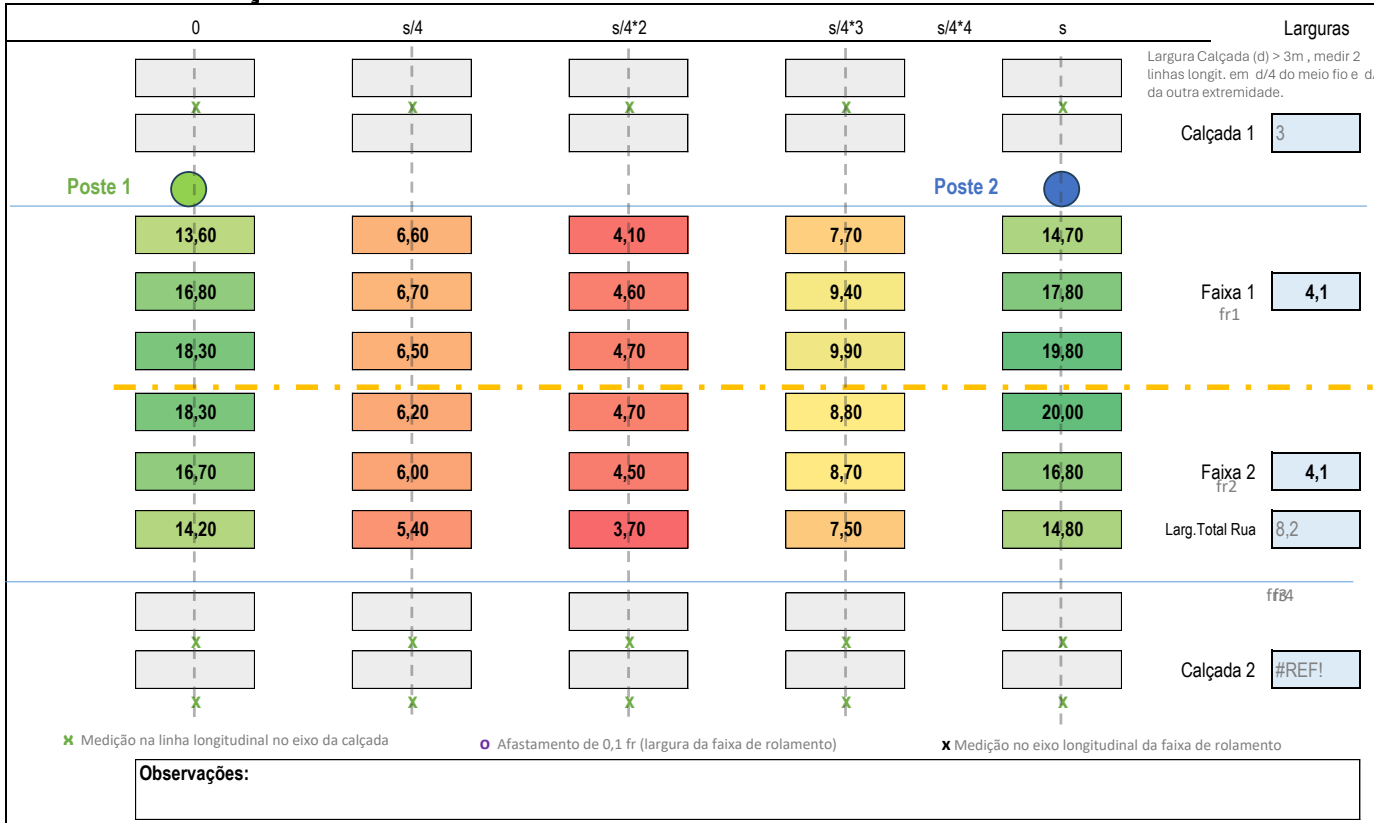 0 s/4 s/4*2 s/4*3 s/4*4 s Larguras
Largura Calçada (d) > 3m , medir 2
linhas longit. em d/4 do meio fio e d/
da outra extremidade.
x x x x x
Calçada 1 3
Poste 1 Poste 2
13,60 6,60 4,10 7,70 14,70
16,80 6,70 4,60 9,40 17,80 Faixa 1 4,1
fr1
18,30 6,50 4,70 9,90 19,80
18,30 6,20 4,70 8,80 20,00
16,70 6,00 4,50 8,70 16,80 Faixa 2 4,1
fr2
14,20 5,40 3,70 7,50 14,80 Larg.Total Rua 8,2
x x x x x
Calçada 2 #REF!
x x x x x
x Medição na linha longitudinal no eixo da calçada o Afastamento de 0,1 fr (largura da faixa de rolamento) x Medição no eixo longitudinal da faixa de rolamento
Observações: